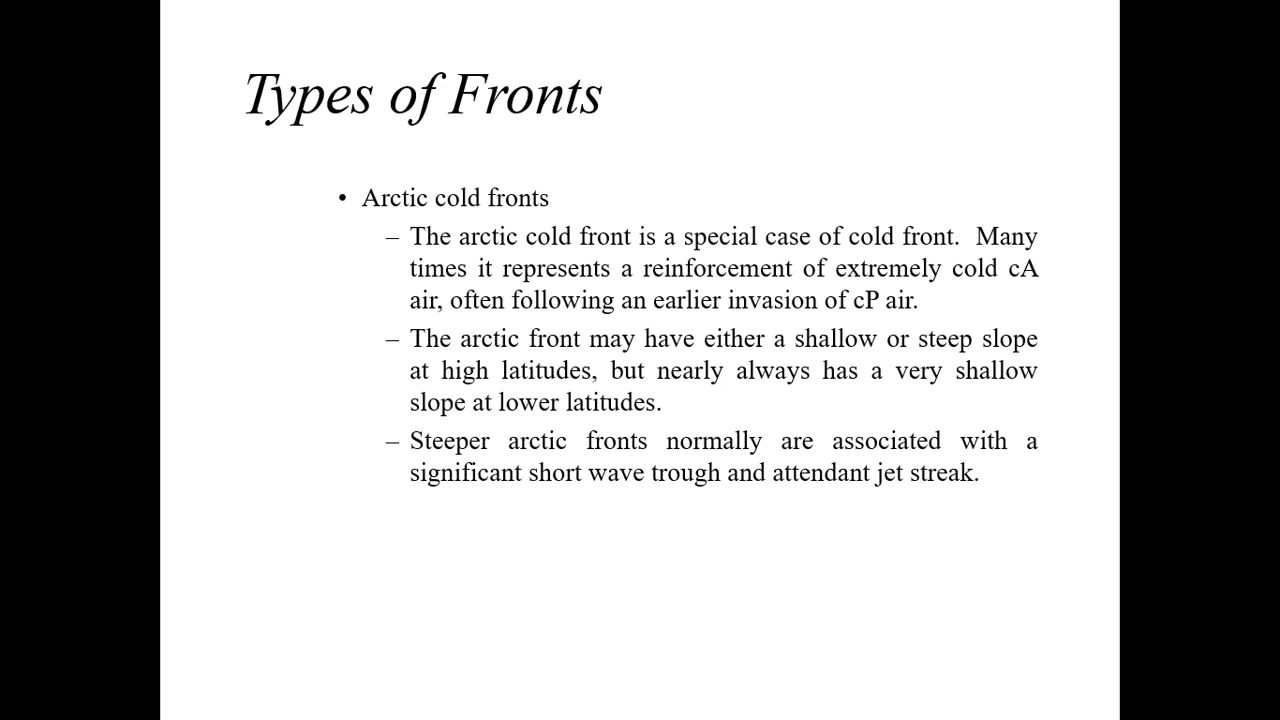 Types of Fronts
• Arctic cold fronts
– The arctic cold front is a special case of cold front.  Many
times it represents a reinforcement of extremely cold cA
air, often following an earlier invasion of cP air.
– The arctic front may have either a shallow or steep slope
at high latitudes, but nearly always has a very shallow
slope at lower latitudes.
– Steeper arctic fronts normally are associated with a
significant short wave trough and attendant jet streak.